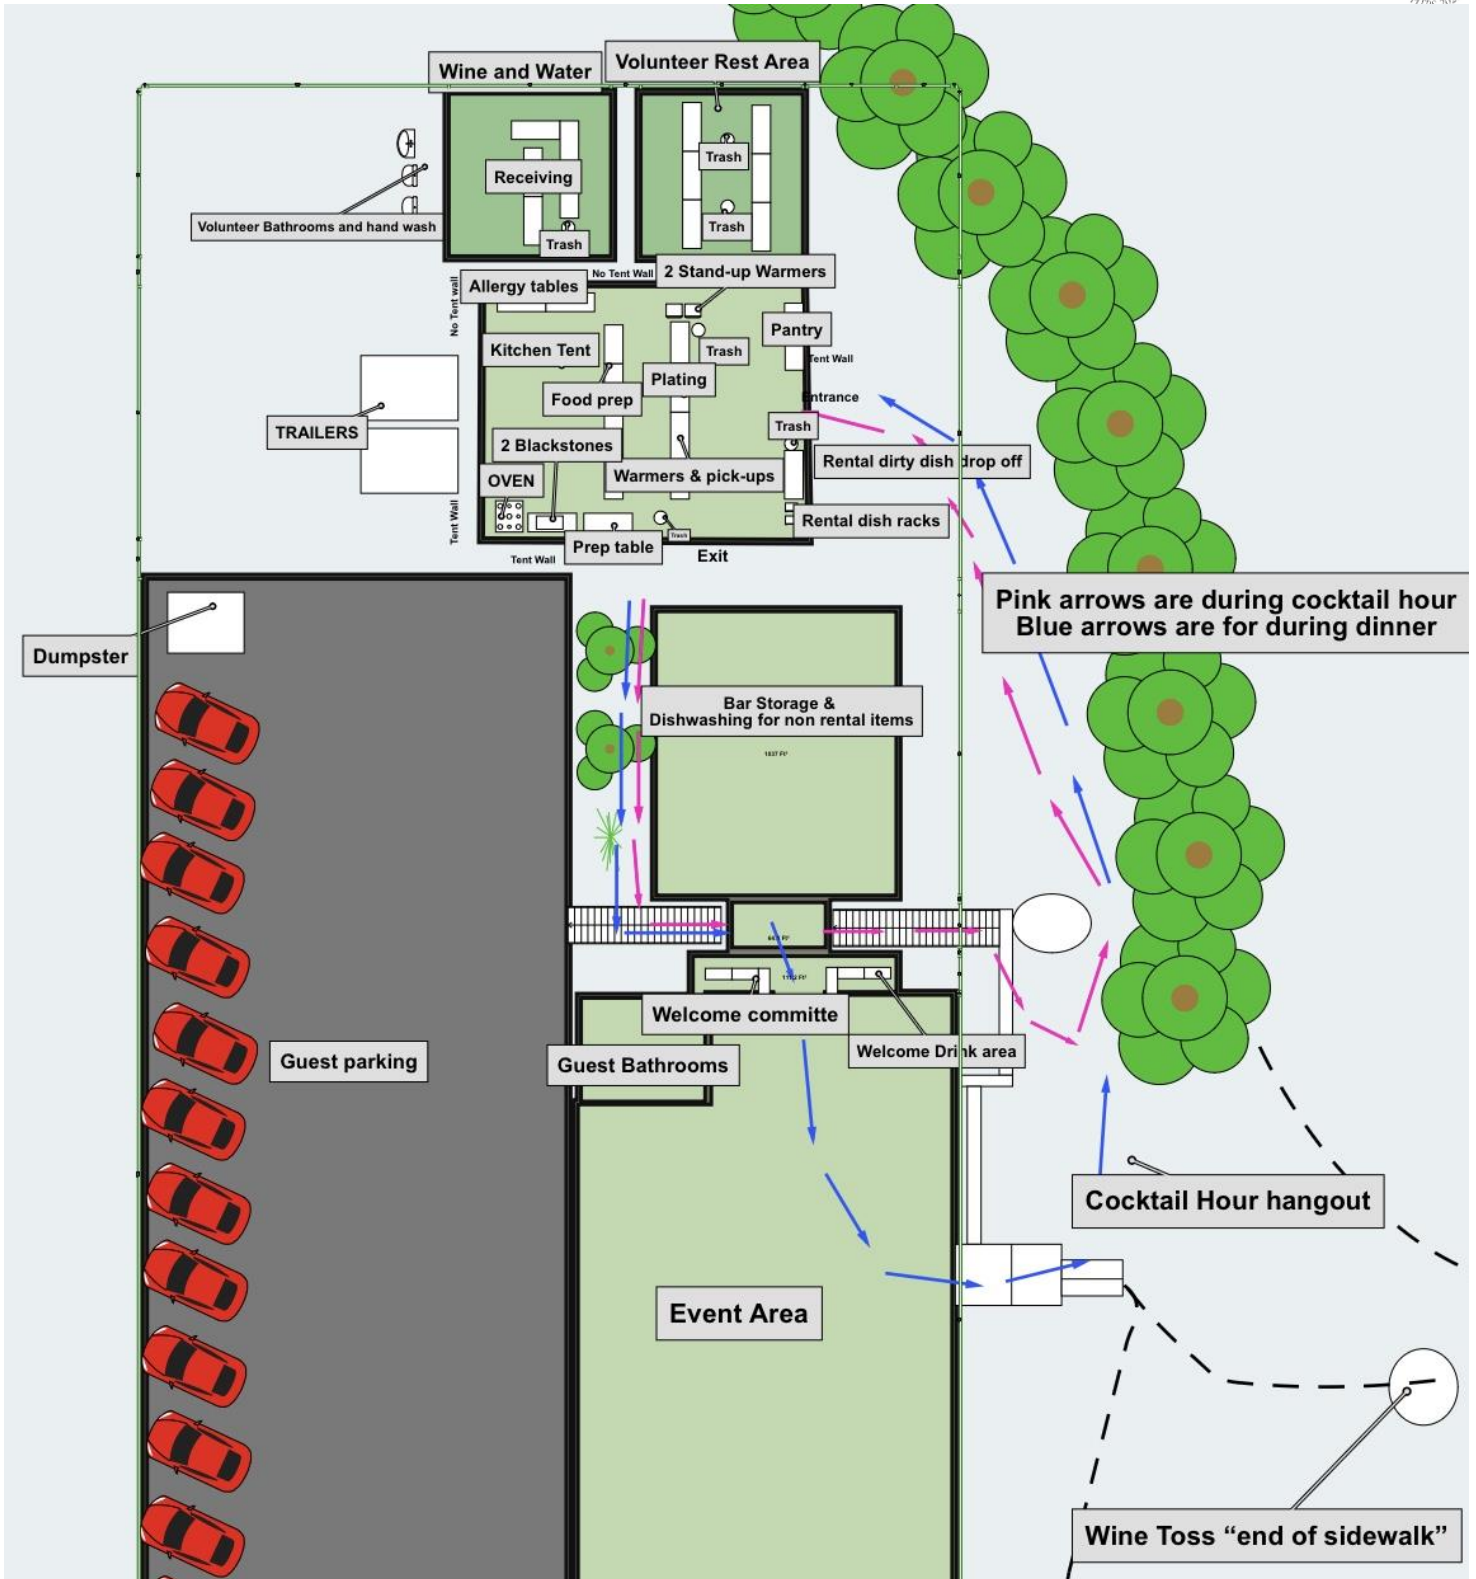 Wine and Water
Volunteer Rest Area
Trash
Receiving
Volunteer Bathrooms and hand wash
Trash
Trash
No Tent Wall
2 Stand-up Warmers
Allergy tables
No Tent wall
Pantry
Kitchen Tent
Trash
Tent Wall
Plating
Food prep
Entrance
TRAILERS
Trash
2 Blackstones
Rental dirty dish drop off
OVEN
Warmers & pick-ups
Tent Wall
Rental dish racks
Trash
Prep table
Exit
Tent Wall
Pink arrows are during cocktail hour
Blue arrows are for during dinner
Dumpster
Bar Storage &
Dishwashing for non rental items
Welcome committe
Welcome Drink area
Guest parking
Guest Bathrooms
Cocktail Hour hangout
Event Area
Wine Toss “end of sidewalk”